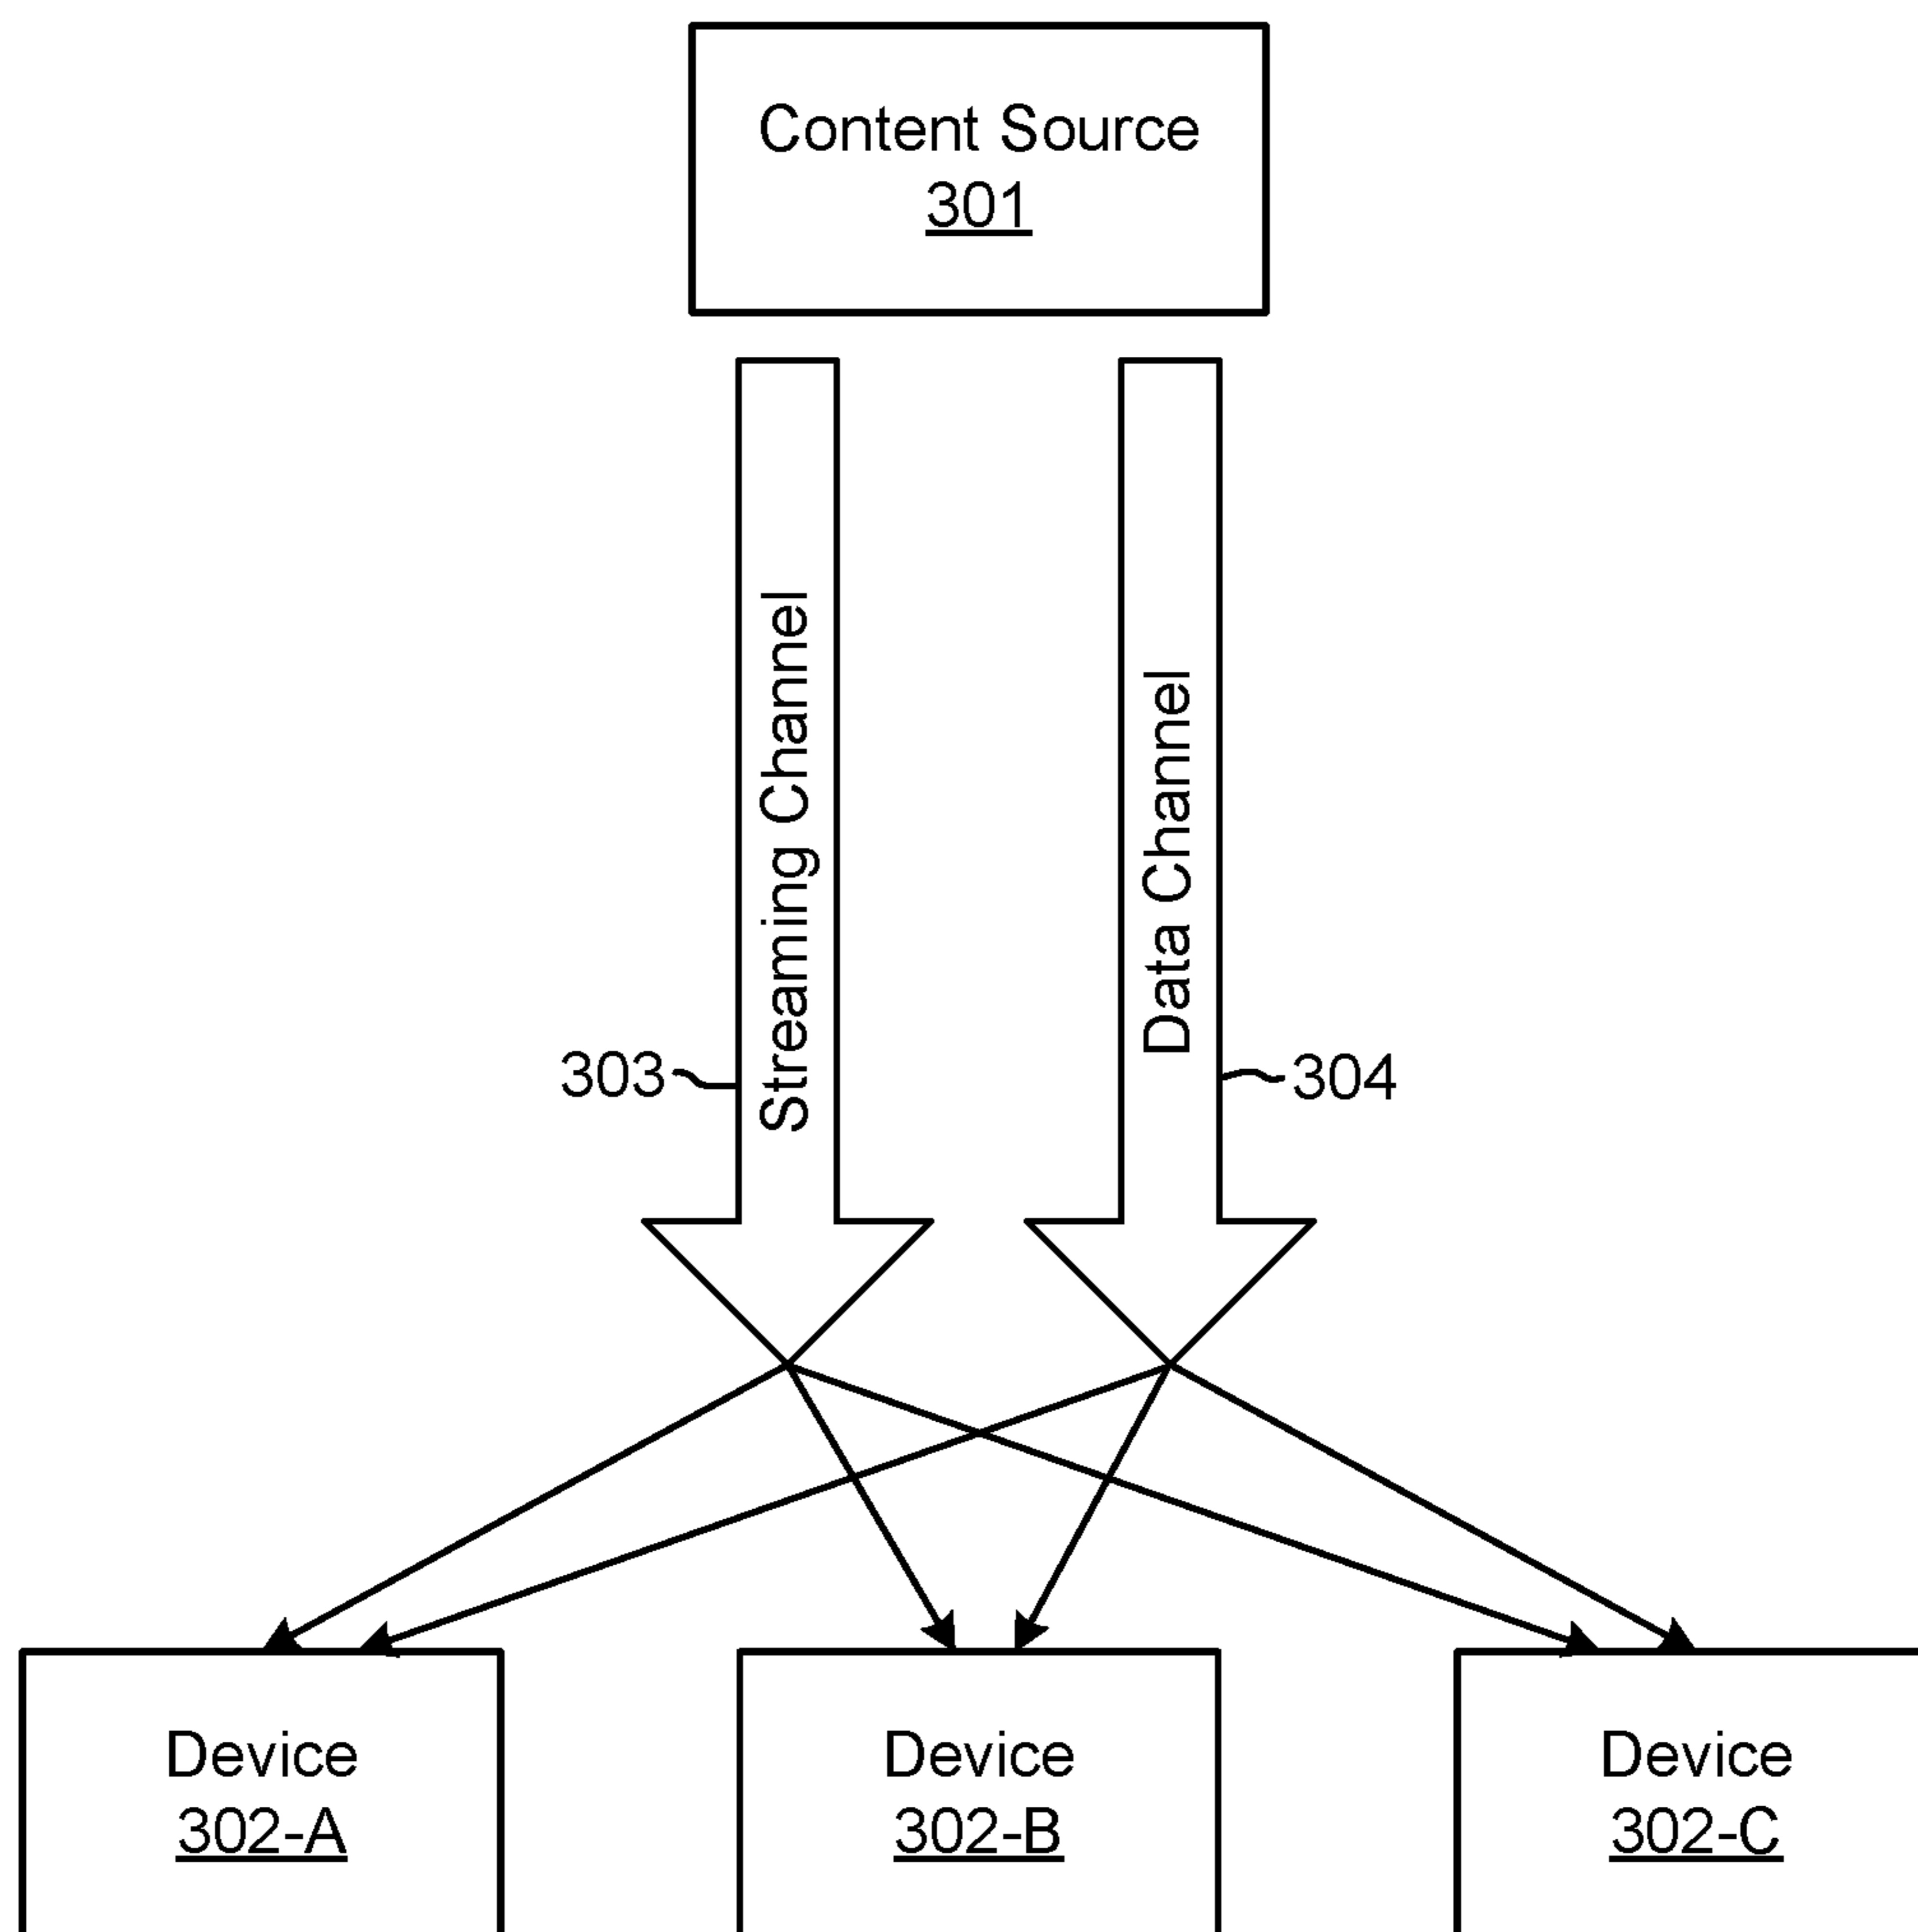 Content Source
301
Streaming Channel
Data Channel
303
304
Device
302-A
Device
302-B
Device
302-C